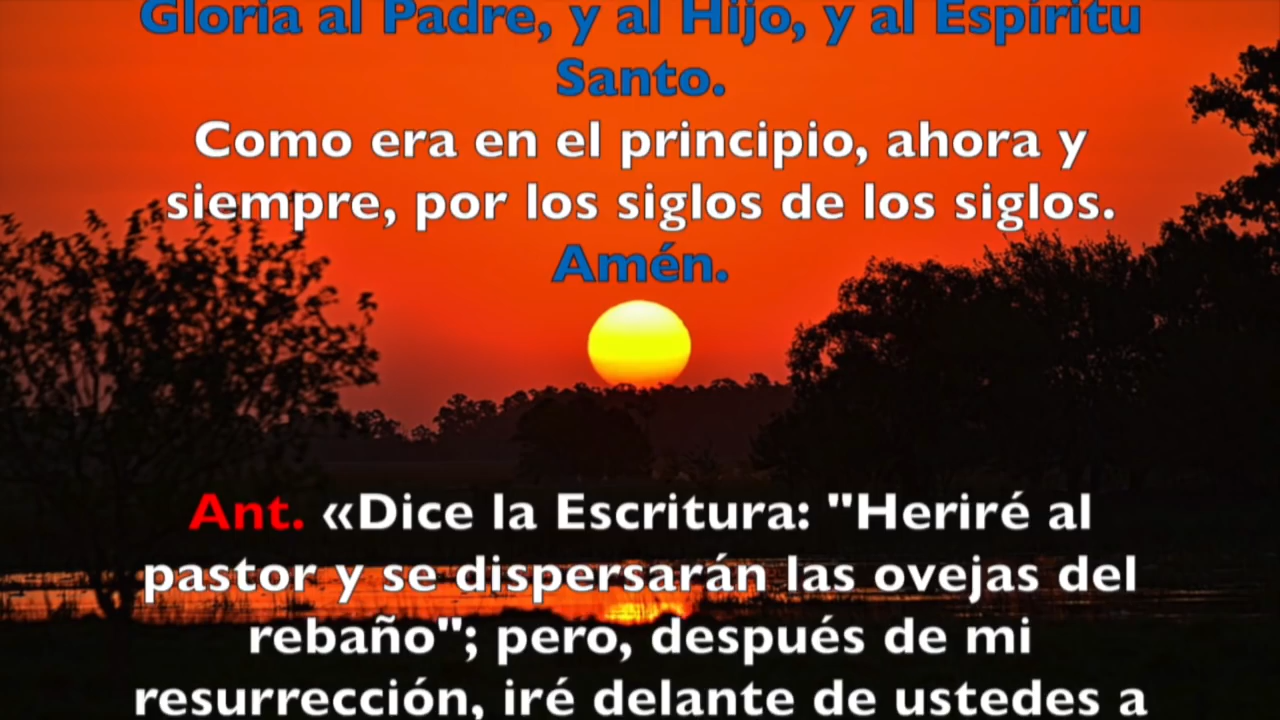 Gloria al Padre, y al Hijo, y al Espíritu
Santo.
Como era en el principio, ahora y
siempre, por los siglos de los siglos.
Amén.
Ant. «Dice la Escritura: "Heriré al
pastor y se dispersarán las ovejas del
rebaño"; pero, después de mi
resurrección, iré delante de ustedes a